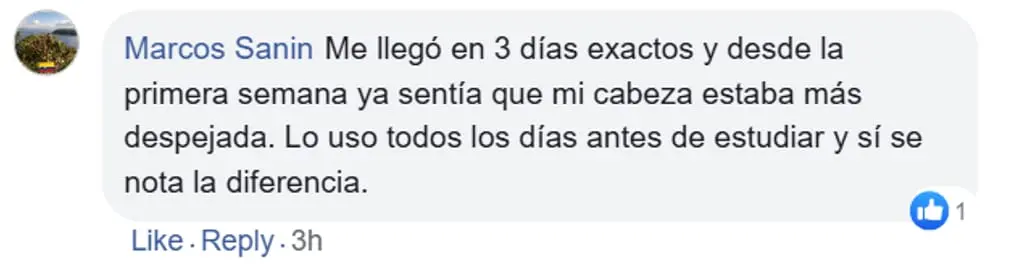 Marcos Sanin Me llegó en 3 días exactos y desde la
primera semana ya sentía que mi cabeza estaba más
despejada. Lo uso todos los días antes de estudiar y sí se
nota la diferencia.
1
Like · Reply · 3h